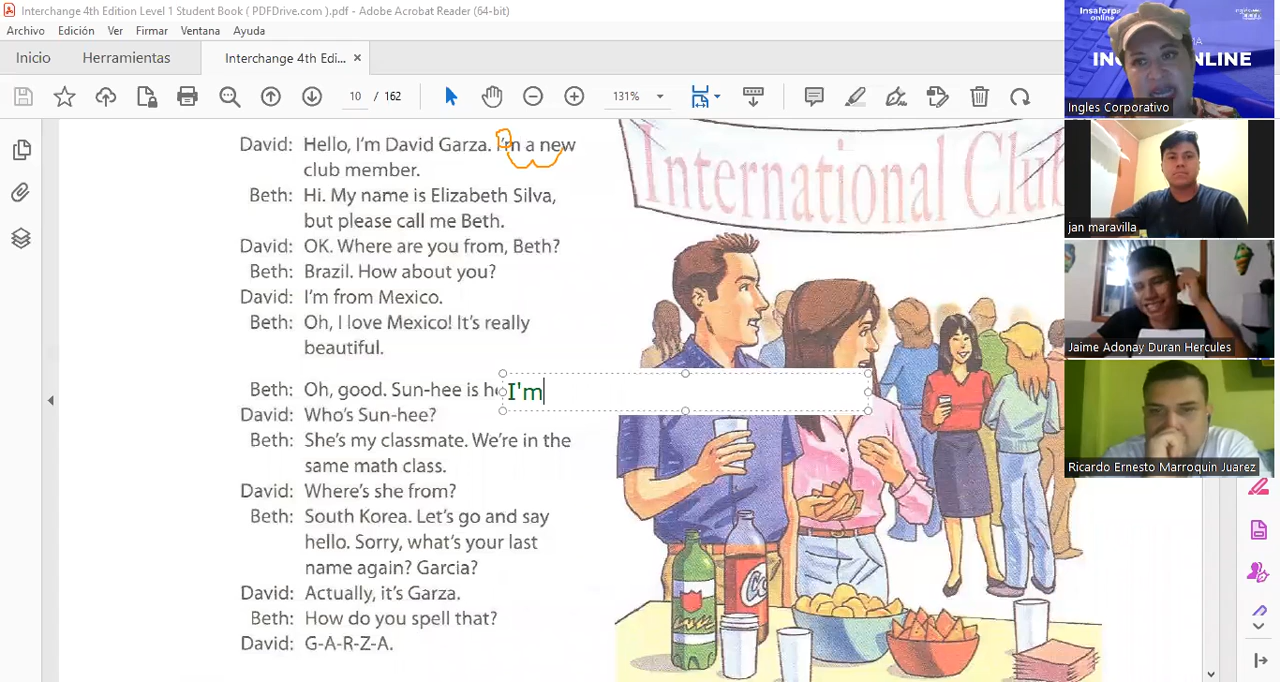 Interchange 4th Edition Level 1 Student Book ( PDFDrive.com ).pdf - Adobe Acrobat Reader (64-bit)
Archivo Edición Ver Firmar Ventana Ayuda
Inicio Herramientas Interchange 4th Edi... ×
10 / 162 131%
David: Hello, I'm David Garza. I'm a new
club member.
Beth: Hi. My name is Elizabeth Silva,
but please call me Beth.
David: OK. Where are you from, Beth?
Beth: Brazil. How about you?
David: I'm from Mexico.
Beth: Oh, I love Mexico! It's really
beautiful.
Beth: Oh, good. Sun-hee is he
I'm
David: Who's Sun-hee?
Beth: She's my classmate. We're in the
same math class.
David: Where's she from?
Beth: South Korea. Let's go and say
hello. Sorry, what's your last
name again? Garcia?
David: Actually, it's Garza.
Beth: How do you spell that?
David: G-A-R-Z-A.
International Clu
Insaforp
online
ONLINE
Ingles Corporativo
jan maravilla
Jaime Adonay Duran Hercules
Ricardo Ernesto Marroquin Juarez